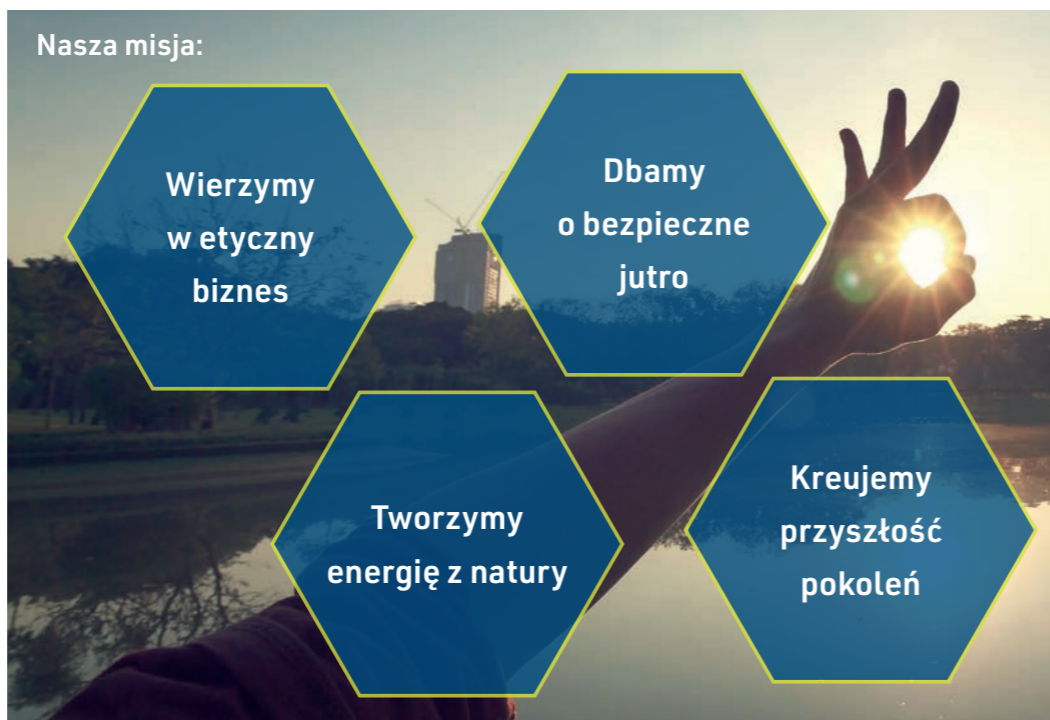 Nasza misja:
Wierzymy
w etyczny
biznes
Dbamy
o bezpieczne
jutro
Tworzymy
energię z natury
Kreujemy
przyszłość
pokoleń